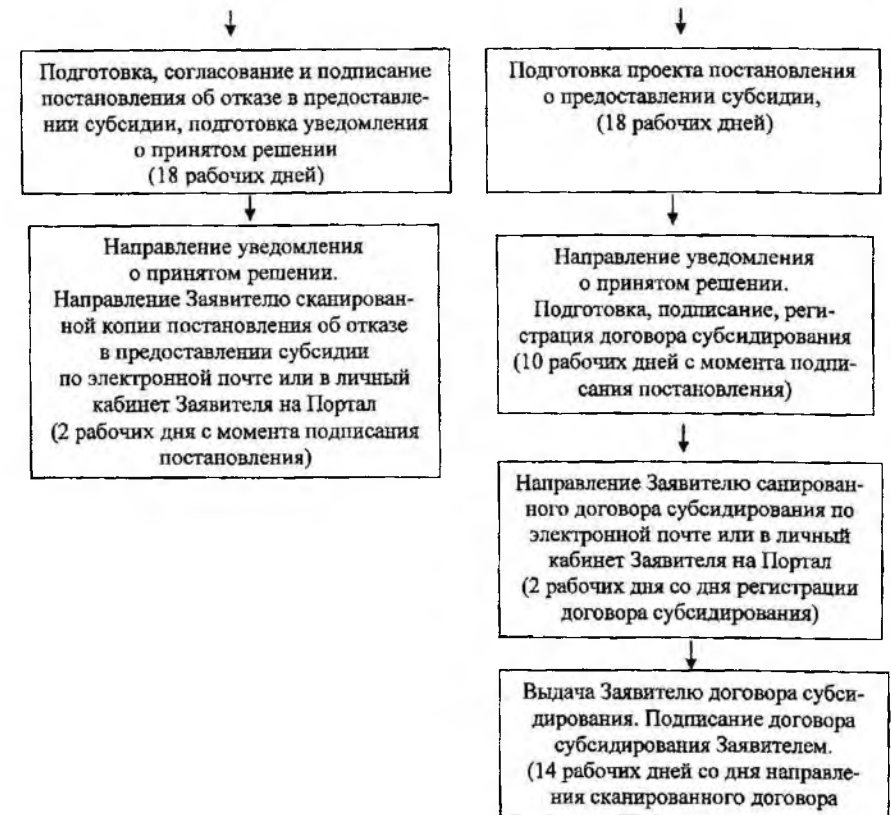 Подготовка, согласование и подписание
постановления об отказе в предоставле-
нии субсидии, подготовка уведомления
о принятом решении
(18 рабочих дней)
Направление уведомления
о принятом решении.
Направление Заявителю сканирован-
ной копии постановления об отказе
в предоставлении субсидии
по электронной почте или в личный
кабинет Заявителя на Портал
(2 рабочих дня с момента подписания
постановления)
Подготовка проекта постановления
о предоставлении субсидии,
(18 рабочих дней)
Направление уведомления
о принятом решении.
Подготовка, подписание, реги-
страция договора субсидирования
(10 рабочих дней с момента подпи-
сания постановления)
Направление Заявителю санирован-
ного договора субсидирования по
электронной почте или в личный
кабинет Заявителя на Портал
(2 рабочих дня со дня регистрации
договора субсидирования)
Выдача Заявителю договора субси-
дирования. Подписание договора
субсидирования Заявителем.
(14 рабочих дней со дня направле-
ния сканированного договора